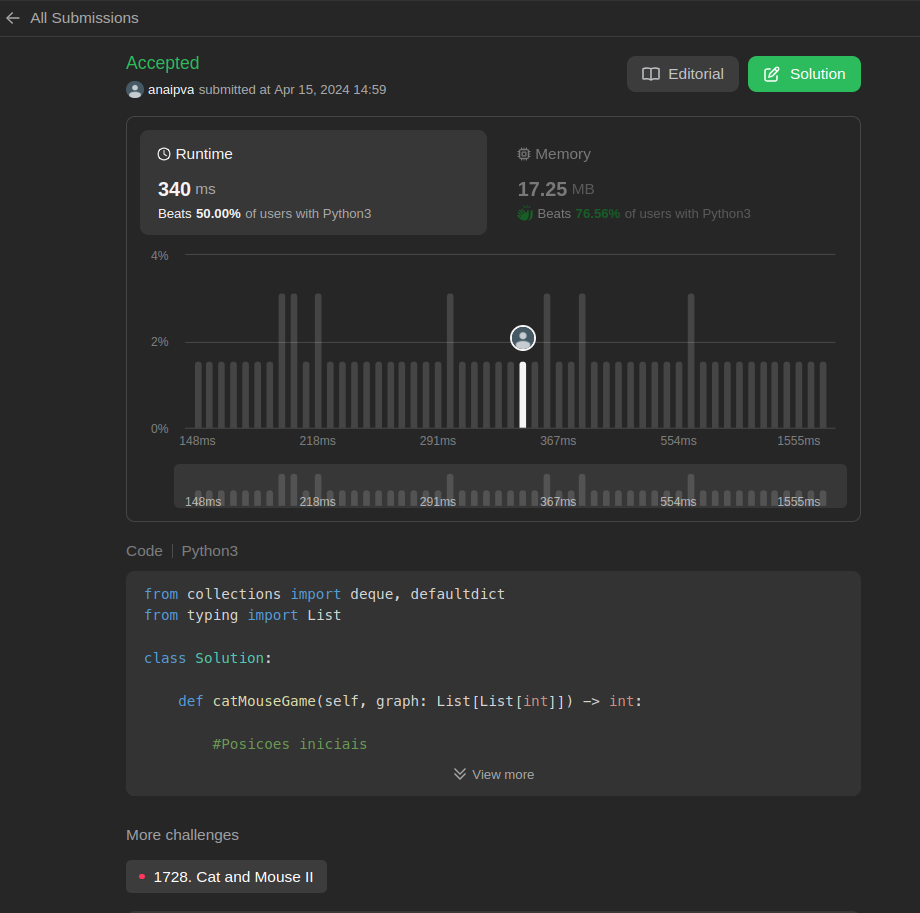 All Submissions
Accepted
Editorial
Solution
anaipva submitted at Apr 15, 2024 14:59
Runtime
340 ms
Beats 50.00% of users with Python3
Memory
17.25 MB
Beats 76.56% of users with Python3
4%
2%
0%
148ms 218ms 291ms 367ms 554ms 1555ms
148ms 218ms 291ms 367ms 554ms 1555ms
Code | Python3
from collections import deque, defaultdict
from typing import List
class Solution:
def catMouseGame(self, graph: List[List[int]]) -> int:
#Posicoes iniciais
View more
More challenges
1728. Cat and Mouse II